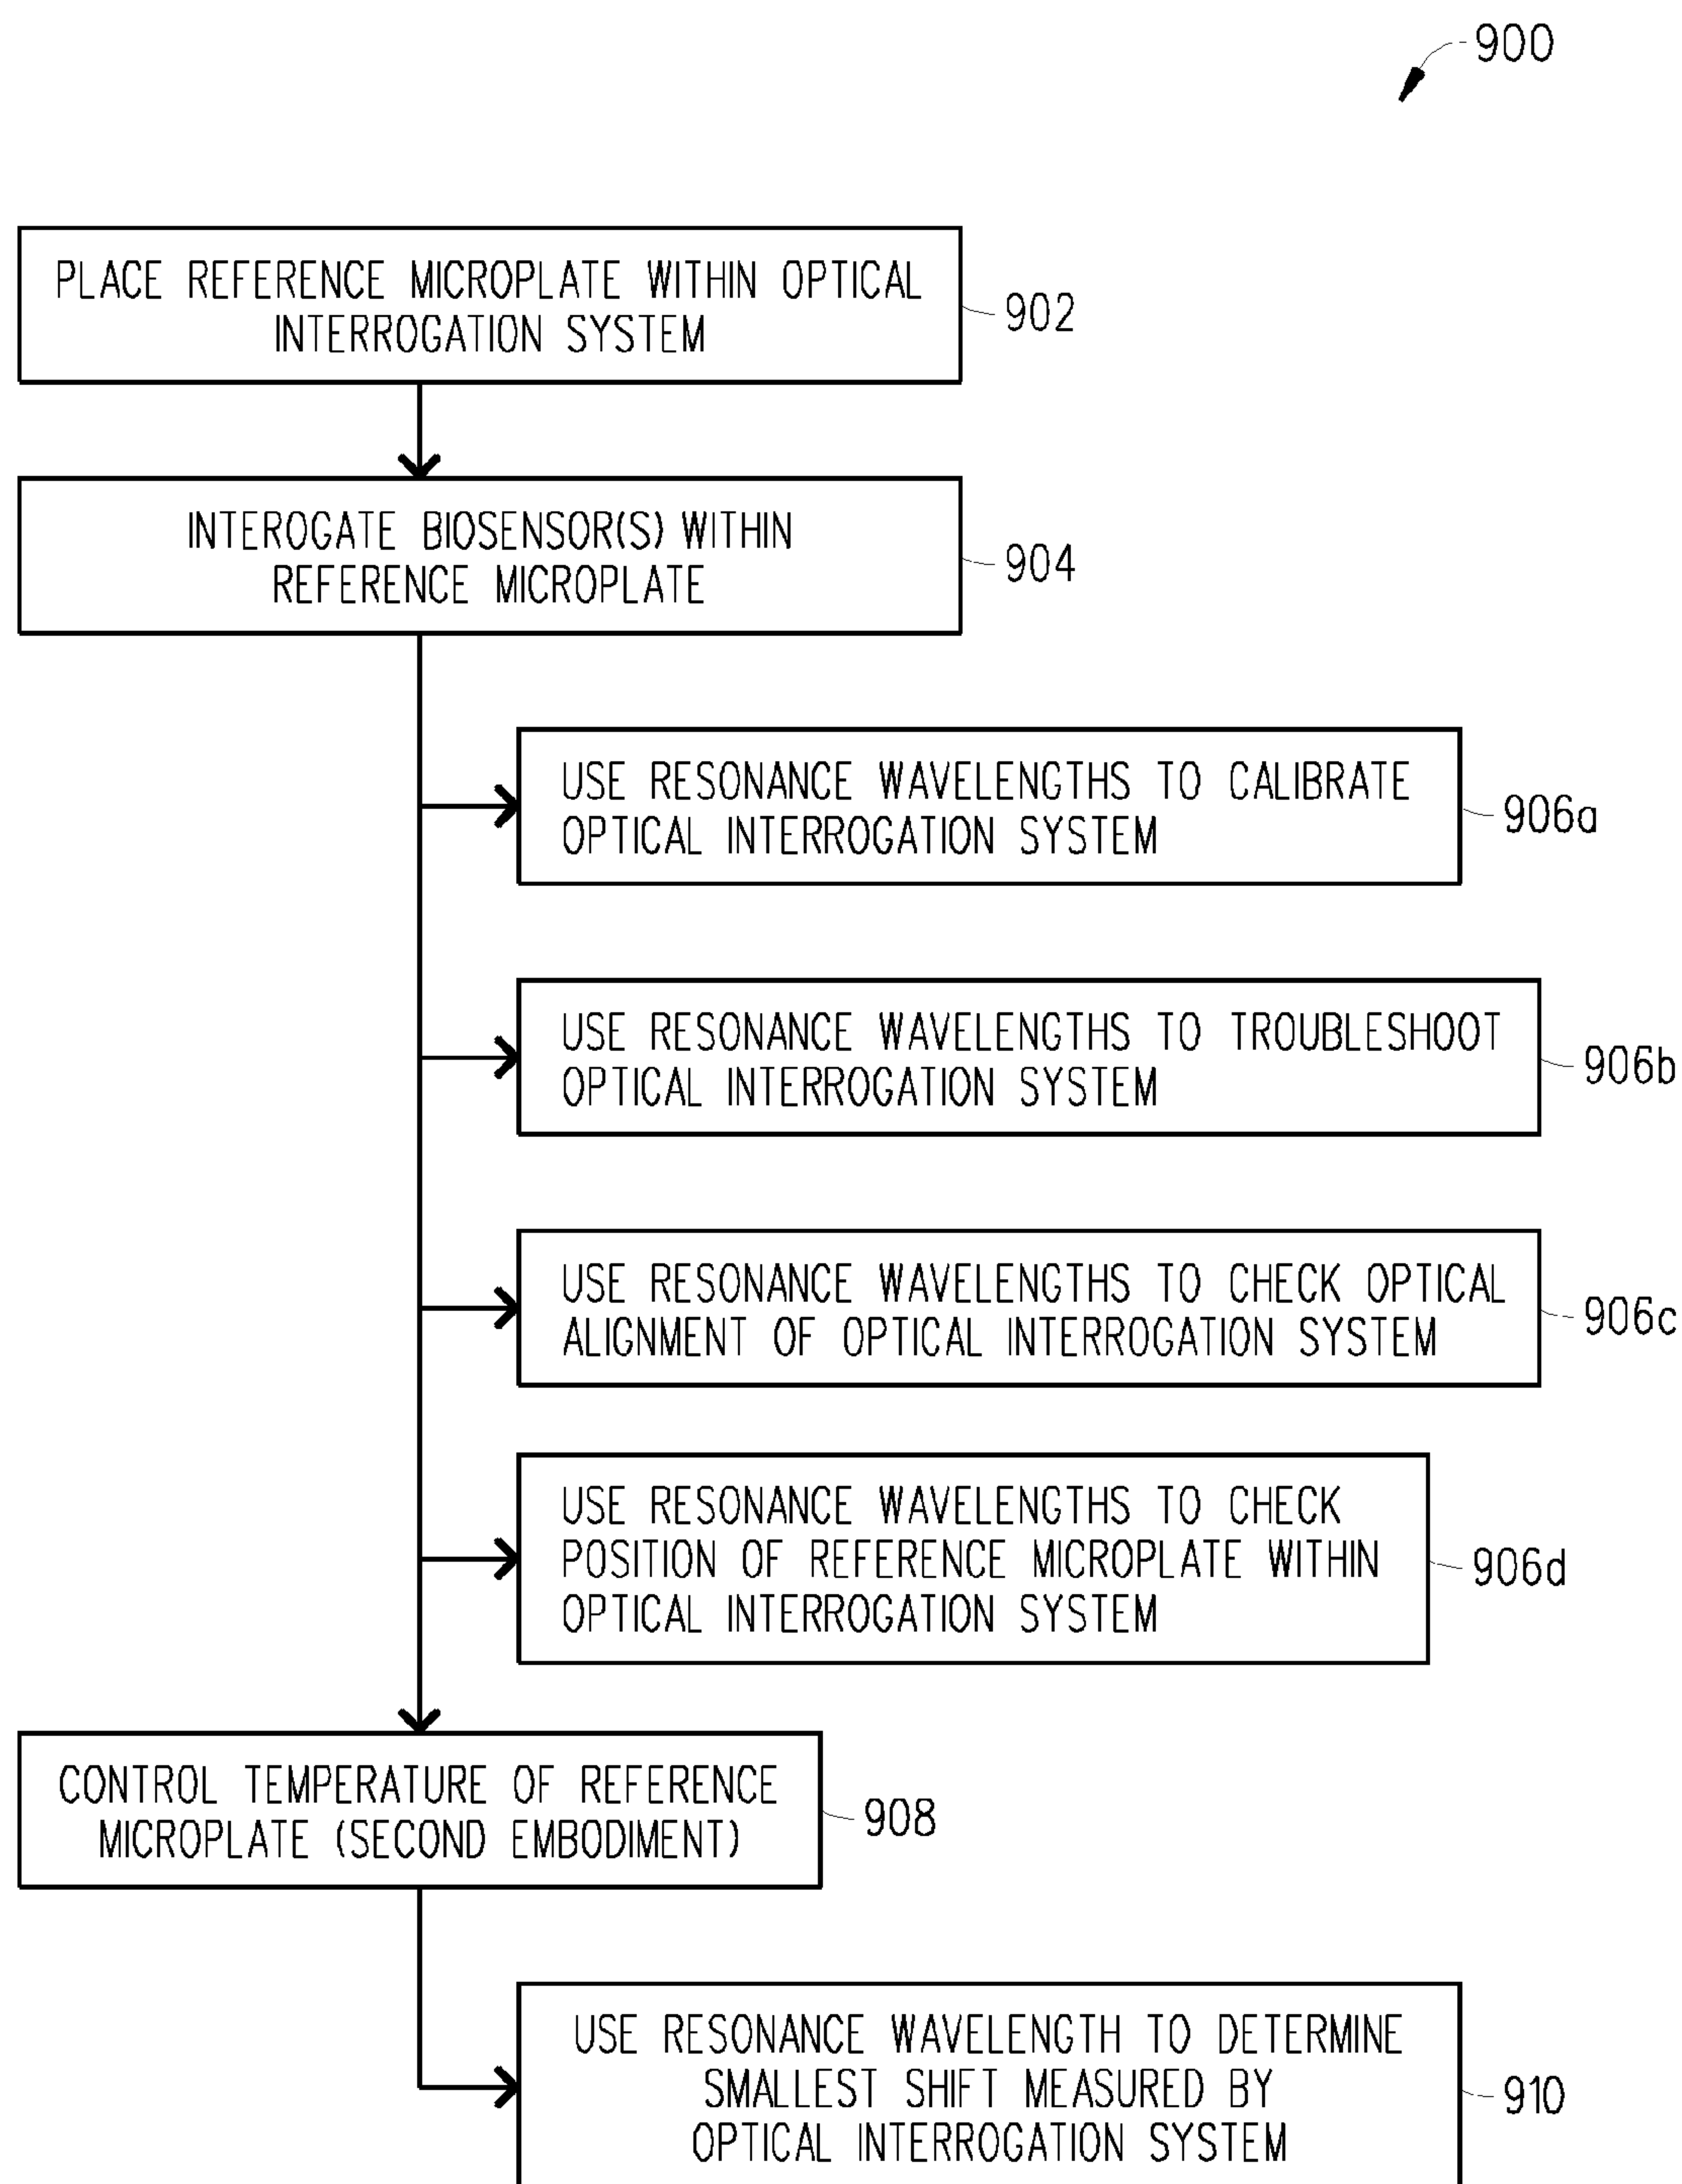 900
PLACE REFERENCE MICROPLATE WITHIN OPTICAL
INTERROGATION SYSTEM
902
INTEROGATE BIOSENSOR(S) WITHIN
REFERENCE MICROPLATE
904
USE RESONANCE WAVELENGTHS TO CALIBRATE
OPTICAL INTERROGATION SYSTEM
906a
USE RESONANCE WAVELENGTHS TO TROUBLESHOOT
OPTICAL INTERROGATION SYSTEM
906b
USE RESONANCE WAVELENGTHS TO CHECK OPTICAL
ALIGNMENT OF OPTICAL INTERROGATION SYSTEM
906c
USE RESONANCE WAVELENGTHS TO CHECK
POSITION OF REFERENCE MICROPLATE WITHIN
OPTICAL INTERROGATION SYSTEM
906d
CONTROL TEMPERATURE OF REFERENCE
MICROPLATE (SECOND EMBODIMENT)
908
USE RESONANCE WAVELENGTH TO DETERMINE
SMALLEST SHIFT MEASURED BY
OPTICAL INTERROGATION SYSTEM
910